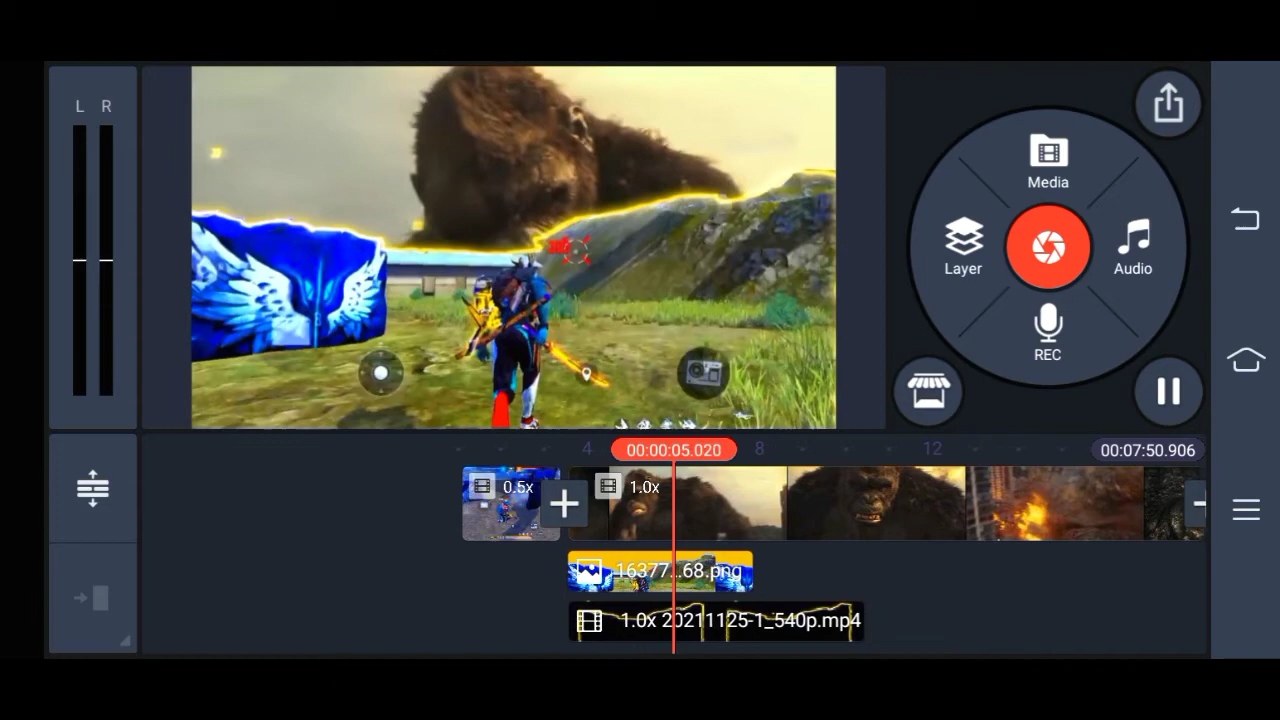 L R
Media
Layer
Audio
REC
4
00:00:05.020
8
12
00:07:50.906
0.5x
1.0x
16377...68.png
1.0x 20211125-1_540p.mp4